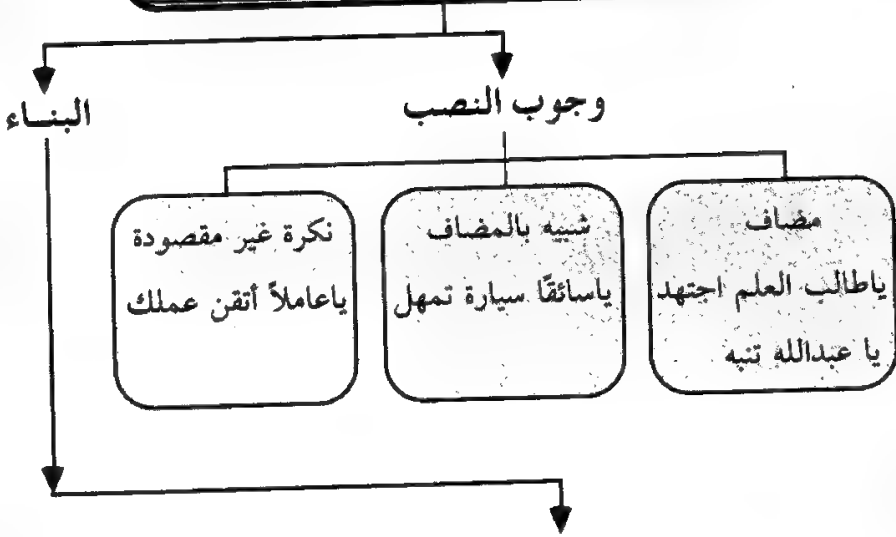 وجوب النصب
البنـــاء
مضاف
ياطالب العلم اجتهد
يا عبدالله تنبه
شبيه بالمضاف
ياسائقًا سيارة تمهل
نكرة غير مقصودة
ياعاملاً أتقن عملك